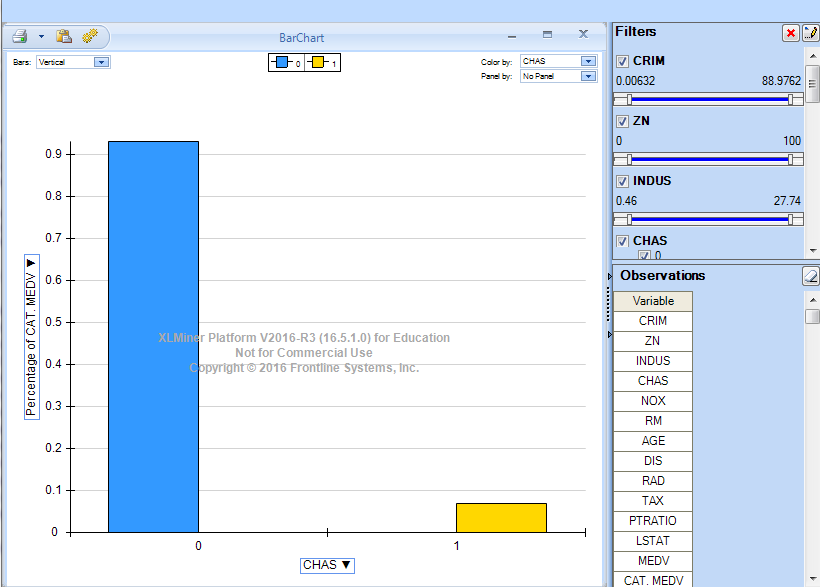 BarChart
Bars: Vertical
0 1
Color by: CHAS
Panel by: No Panel
0.9
0.8
0.7
0.6
0.5
0.4
0.3
0.2
0.1
0
Percentage of CAT. MEDV ▼
XLMiner Platform V2016-R3 (16.5.1.0) for Education
Not for Commercial Use
Copyright © 2016 Frontline Systems, Inc.
0 1
CHAS ▼
Filters
CRIM
0.00632 88.9762
ZN
0 100
INDUS
0.46 27.74
CHAS
0
Observations
Variable
CRIM
ZN
INDUS
CHAS
NOX
RM
AGE
DIS
RAD
TAX
PTRATIO
LSTAT
MEDV
CAT. MEDV